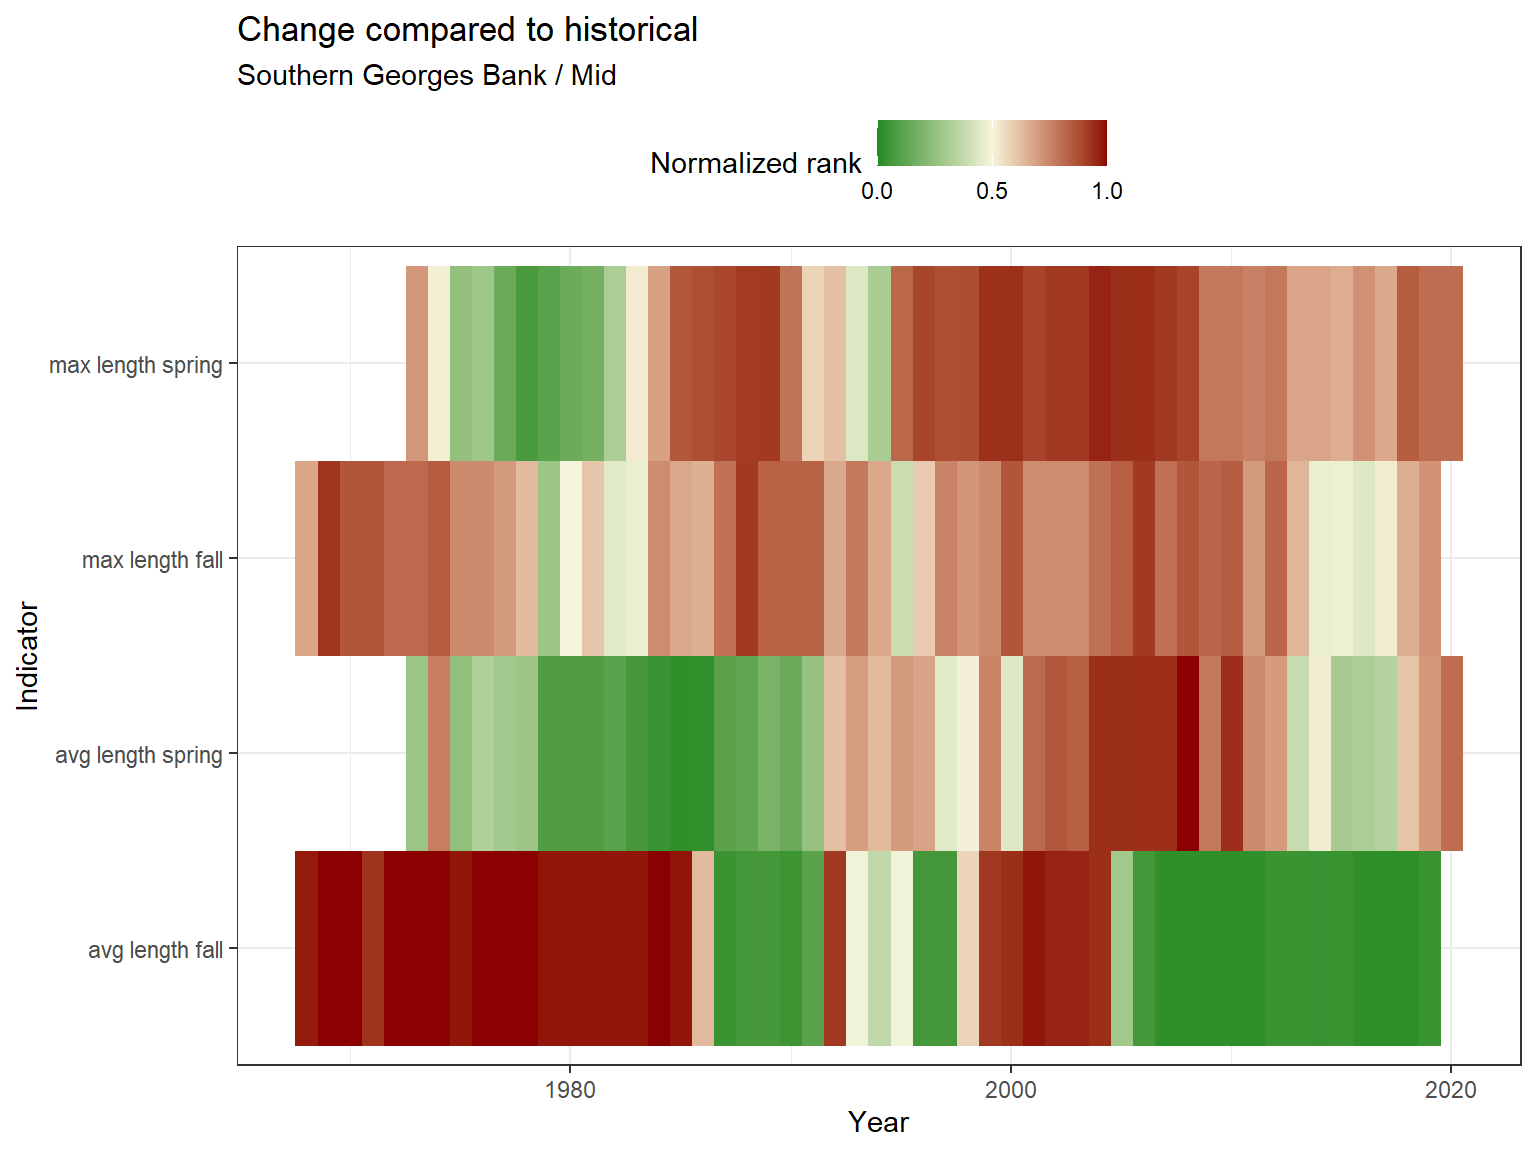 Change compared to historical
Southern Georges Bank / Mid
Normalized rank
0.0 0.5 1.0
max length spring
max length fall
avg length spring
avg length fall
Indicator
1980 2000 2020
Year